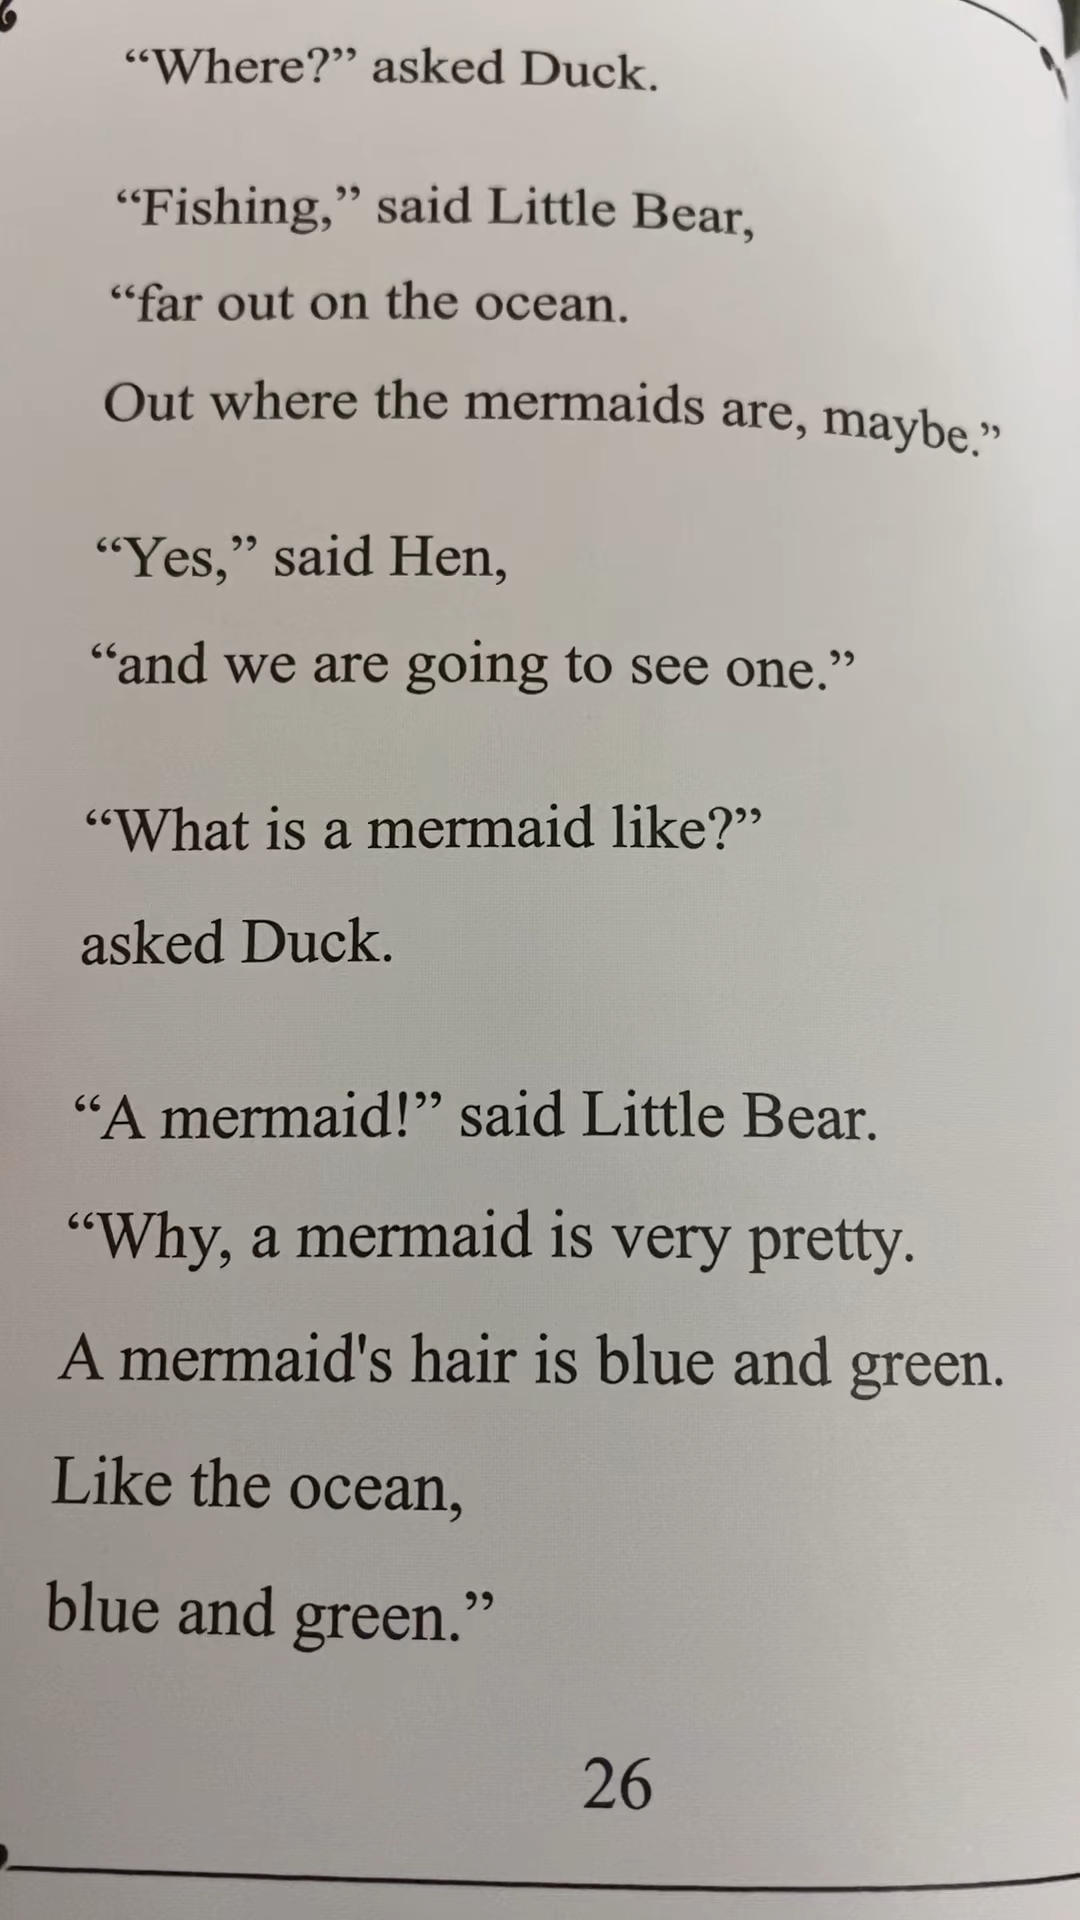 “Where?” asked Duck.
“Fishing,” said Little Bear,
“far out on the ocean.
Out where the mermaids are, maybe.”
“Yes,” said Hen,
“and we are going to see one.”
“What is a mermaid like?”
asked Duck.
“A mermaid!” said Little Bear.
“Why, a mermaid is very pretty.
A mermaid's hair is blue and green.
Like the ocean,
blue and green.”
26